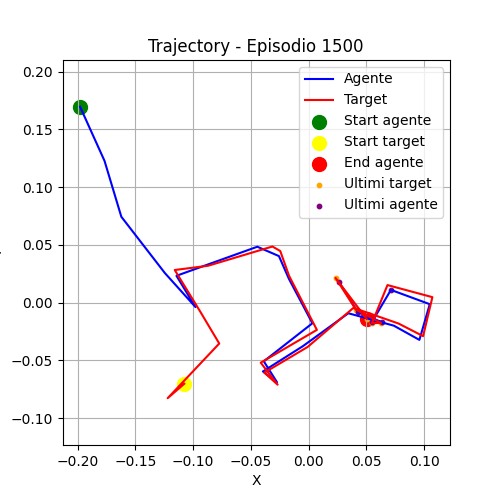 Trajectory - Episodio 1500
0.20
0.15
0.10
0.05
0.00
−0.05
−0.10
−0.20
−0.15
−0.10
−0.05
0.00
0.05
0.10
X
Agente
Target
Start agente
Start target
End agente
Ultimi target
Ultimi agente